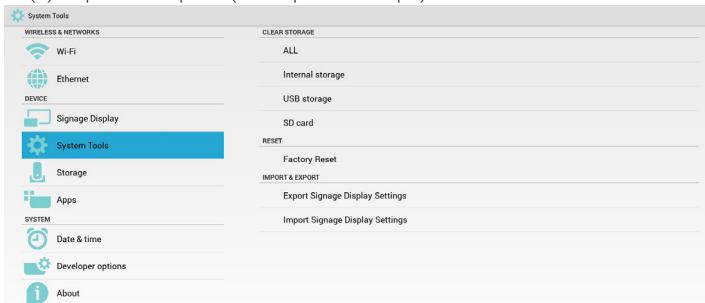 System Tools
WIRELESS & NETWORKS
Wi-Fi
Ethernet
DEVICE
Signage Display
System Tools
Storage
Apps
SYSTEM
Date & time
Developer options
About
CLEAR STORAGE
ALL
Internal storage
USB storage
SD card
RESET
Factory Reset
IMPORT & EXPORT
Export Signage Display Settings
Import Signage Display Settings